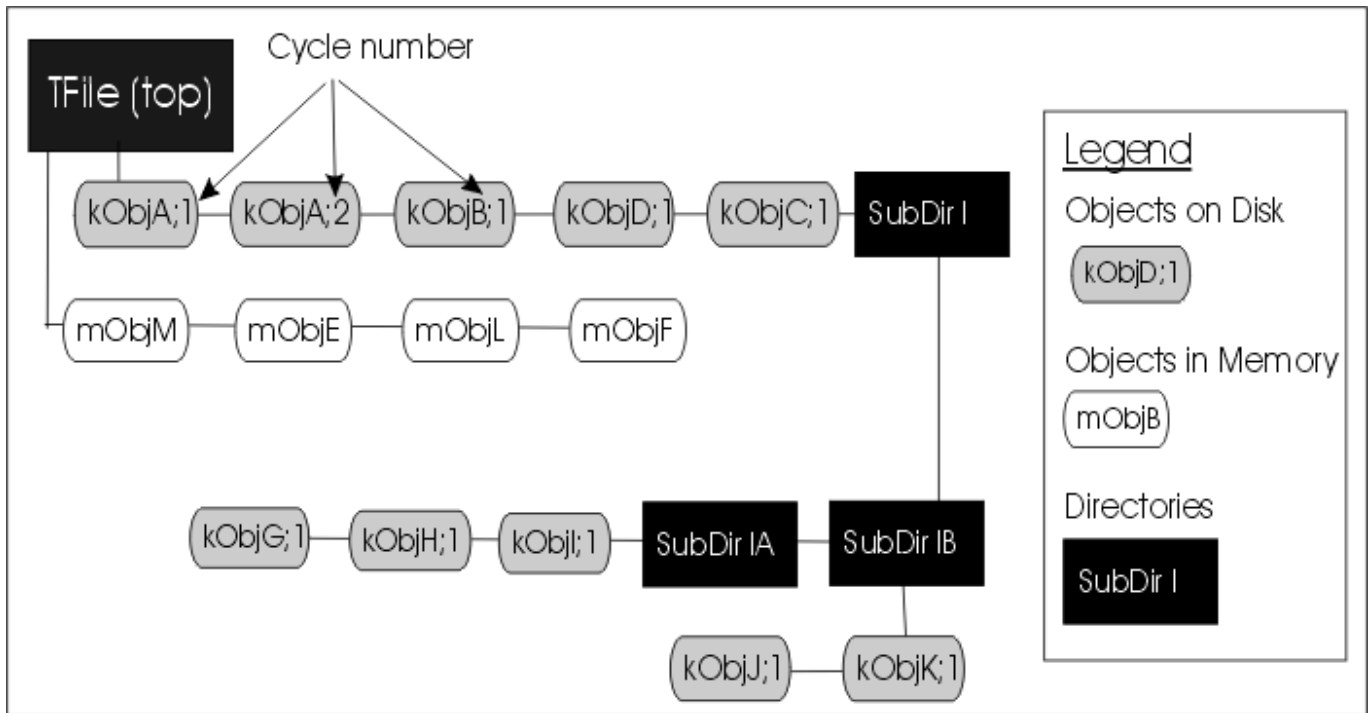 Cycle number
TFile (top)
kObjA;1
kObjA;2
kObjB;1
kObjD;1
kObjC;1
SubDir I
mObjM
mObjE
mObjL
mObjF
kObjG;1
kObjH;1
kObjI;1
SubDir IA
SubDir IB
kObjJ;1
kObjK;1
Legend
Objects on Disk
kObjD;1
Objects in Memory
mObjB
Directories
SubDir I